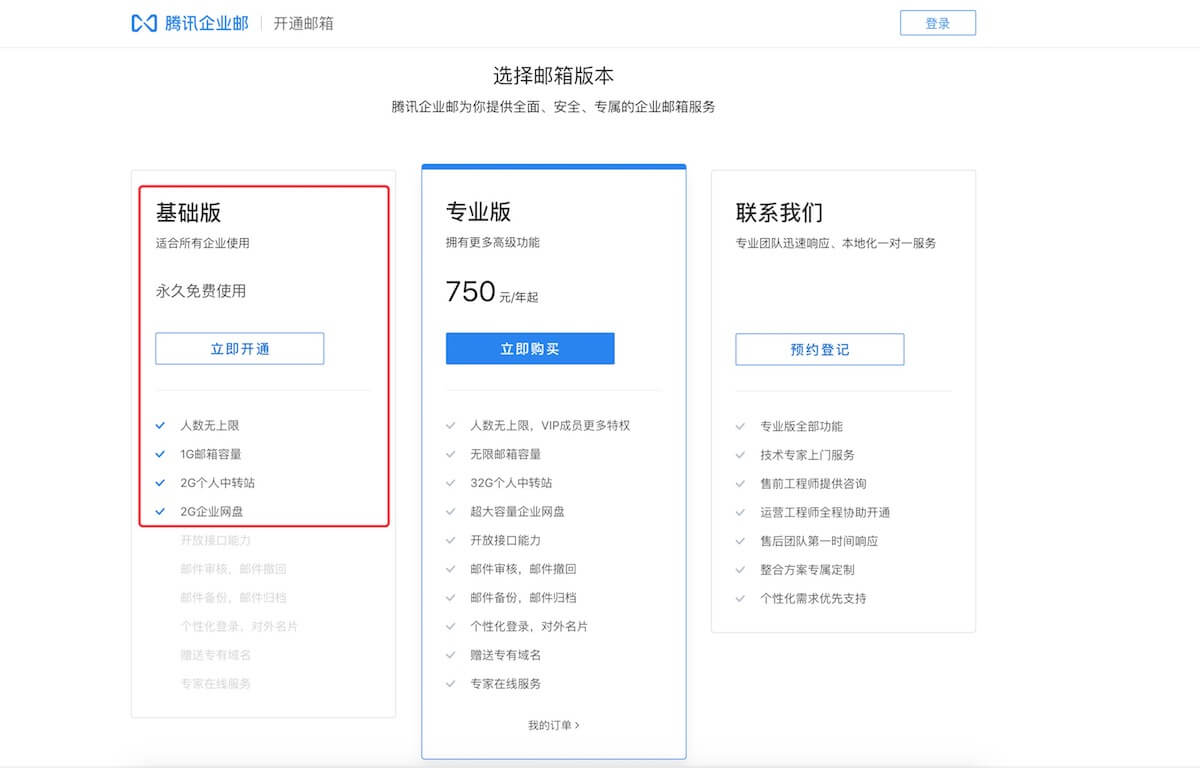 腾讯企业邮 开通邮箱
登录
选择邮箱版本
腾讯企业邮为你提供全面、安全、专属的企业邮箱服务
基础版
适合所有企业使用
永久免费使用
立即开通
人数无上限
1G邮箱容量
2G个人中转站
2G企业网盘
开放接口能力
邮件审核，邮件撤回
邮件备份，邮件归档
个性化登录，对外名片
赠送专有域名
专家在线服务
专业版
拥有更多高级功能
750 元/年起
立即购买
人数无上限，VIP成员更多特权
无限邮箱容量
32G个人中转站
超大容量企业网盘
开放接口能力
邮件审核，邮件撤回
邮件备份，邮件归档
个性化登录，对外名片
赠送专有域名
专家在线服务
我的订单 >
联系我们
专业团队迅速响应、本地化一对一服务
预约登记
专业版全部功能
技术专家上门服务
售前工程师提供咨询
运营工程师全程协助开通
售后团队第一时间响应
整合方案专属定制
个性化需求优先支持